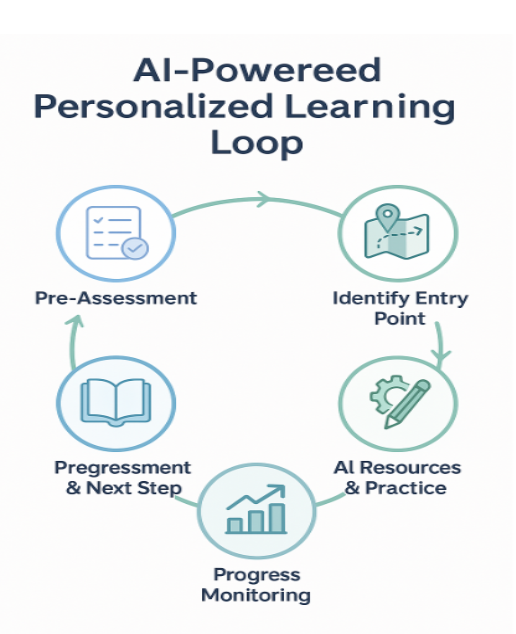 AI-Powereed
Personalized Learning
Loop
Pre-Assessment
Identify Entry
Point
AI Resources
& Practice
Progress
Monitoring
Pregressment
& Next Step